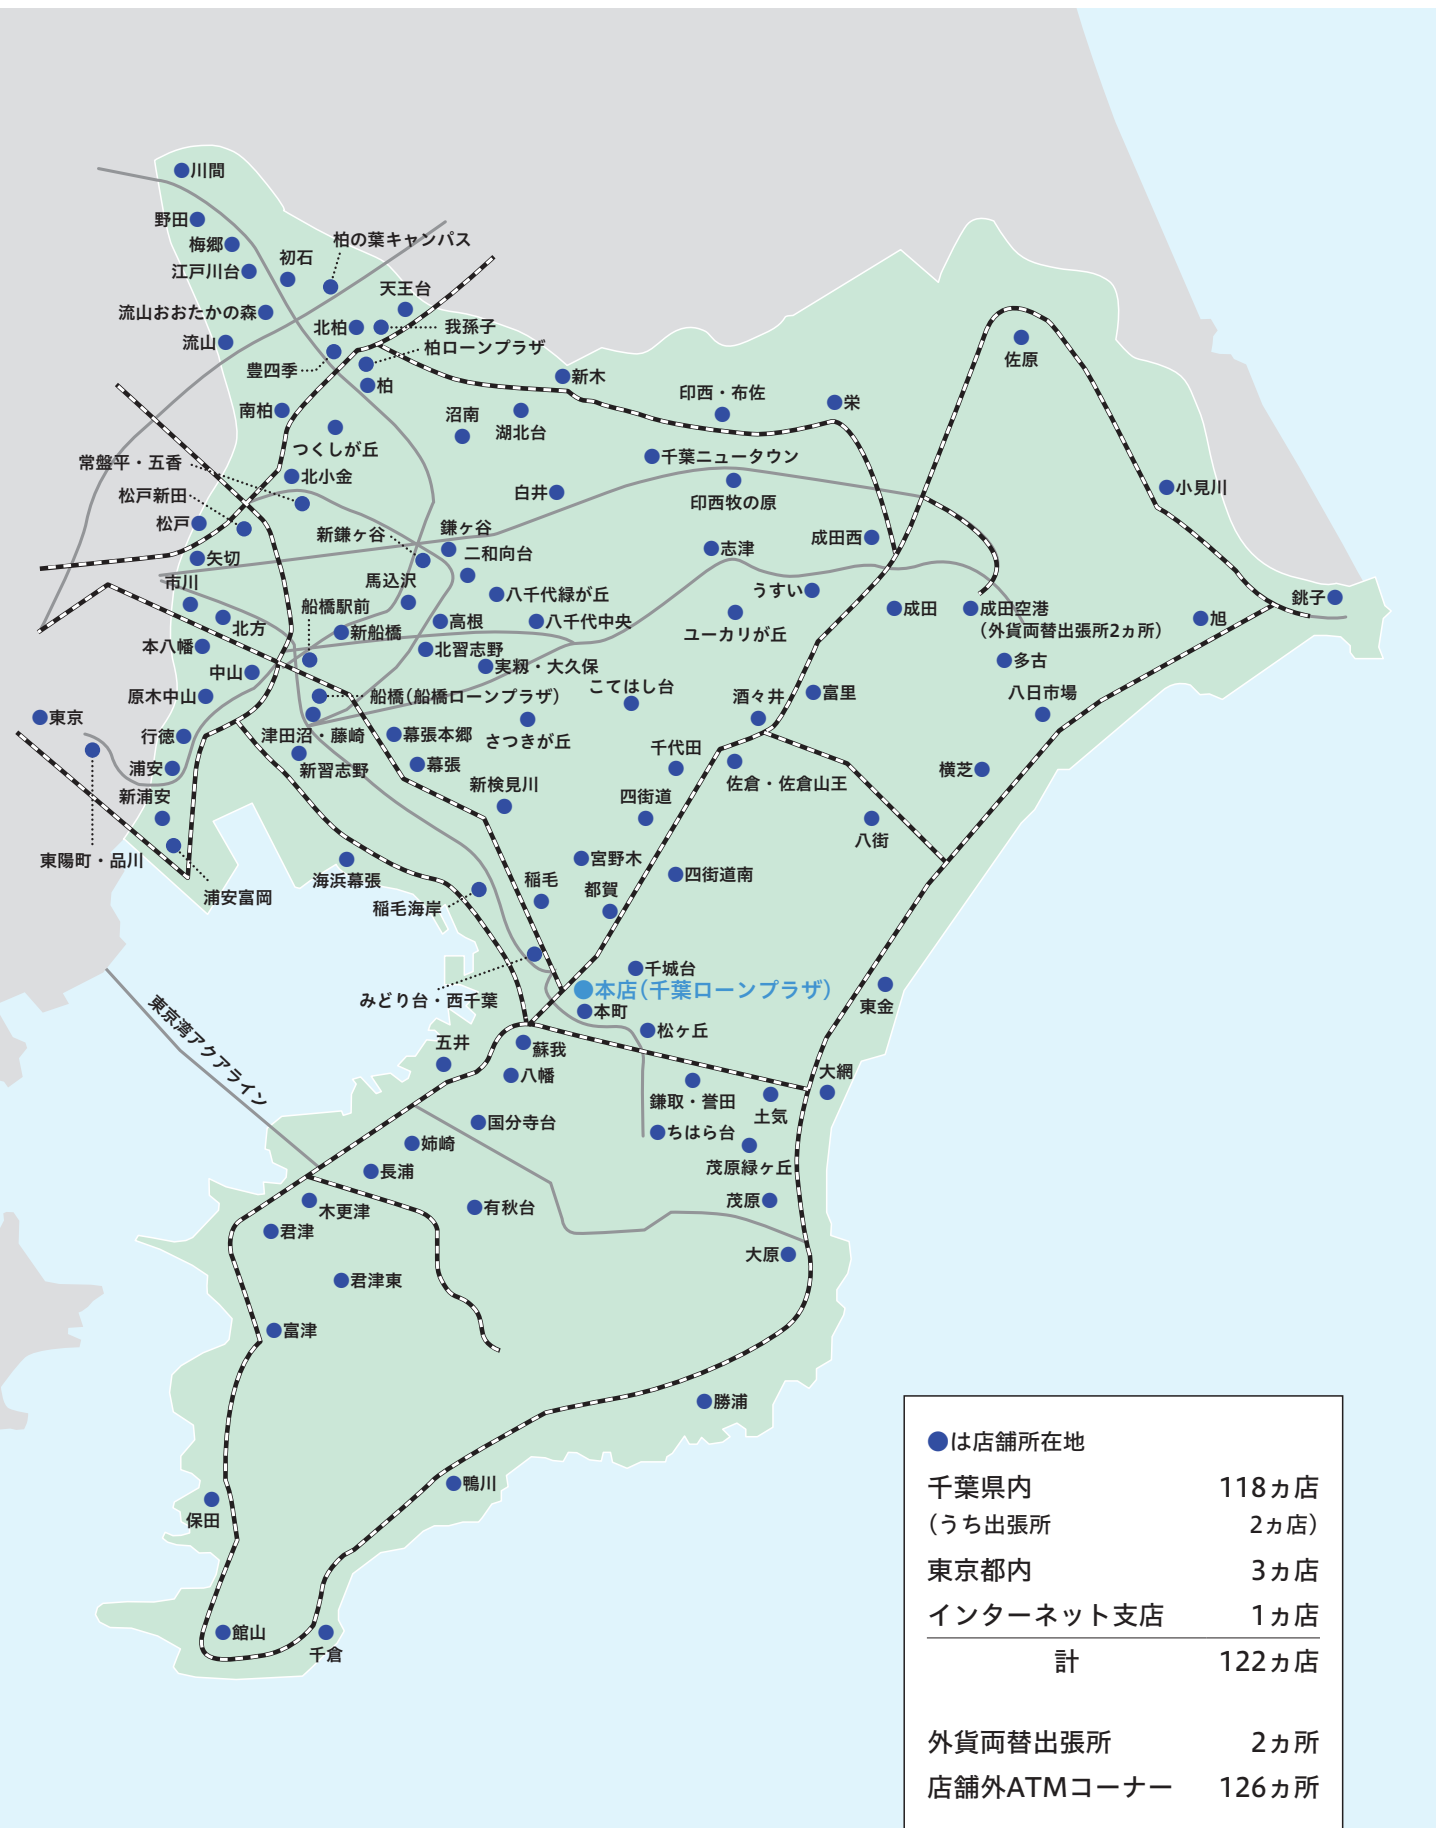 川間
野田
梅郷
柏の葉キャンパス
初石
江戸川台
天王台
流山おおたかの森
北柏
我孫子
流山
柏ローンプラザ
豊四季
柏
新木
佐原
南柏
沼南
湖北台
印西・布佐
栄
つくしが丘
常盤平・五香
北小金
千葉ニュータウン
松戸新田
白井
印西牧の原
小見川
松戸
新鎌ヶ谷
鎌ヶ谷
成田西
矢切
二和向台
志津
市川
馬込沢
八千代緑が丘
うすい
船橋駅前
北方
新船橋
高根
八千代中央
ユーカリが丘
成田
成田空港
(外貨両替出張所2ヵ所)
旭
銚子
本八幡
北習志野
中山
実籾・大久保
多古
原木中山
船橋(船橋ローンプラザ)
こてはし台
酒々井
富里
八日市場
東京
行徳
津田沼・藤崎
幕張本郷
さつきが丘
千代田
浦安
新習志野
幕張
佐倉・佐倉山王
横芝
新浦安
新検見川
四街道
八街
東陽町・品川
浦安富岡
海浜幕張
宮野木
稲毛
四街道南
稲毛海岸
都賀
みどり台・西千葉
千城台
本店(千葉ローンプラザ)
本町
東金
東京湾アクアライン
松ヶ丘
五井
蘇我
八幡
大網
鎌取・誉田
土気
国分寺台
ちはら台
姉崎
茂原緑ヶ丘
長浦
木更津
有秋台
茂原
君津
大原
君津東
富津
勝浦
鴨川
保田
館山
千倉
●は店舗所在地
千葉県内 118ヵ店
(うち出張所 2ヵ店)
東京都内 3ヵ店
インターネット支店 1ヵ店
計 122ヵ店
外貨両替出張所 2ヵ所
店舗外ATMコーナー 126ヵ所